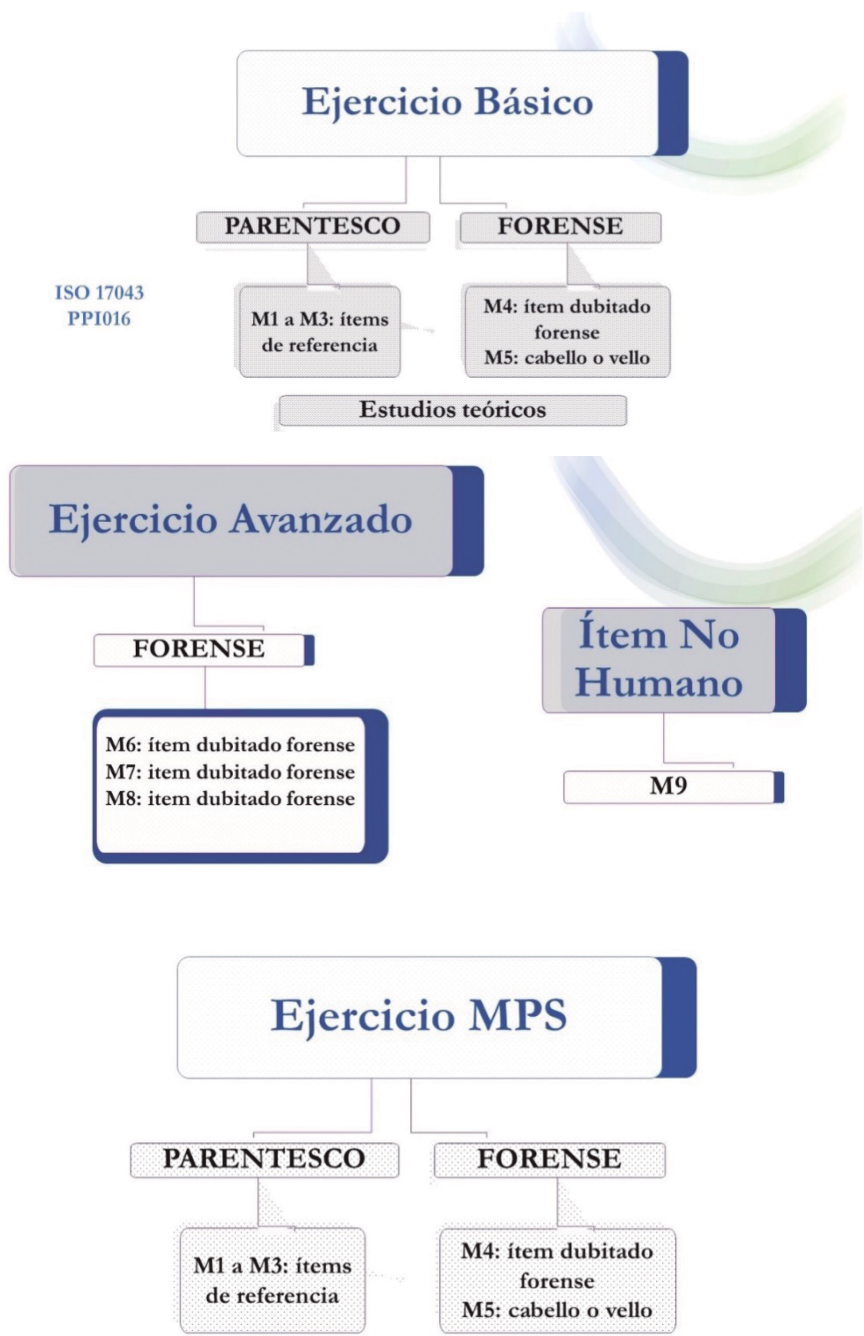 Ejercicio Básico
PARENTESCO
FORENSE
ISO 17043
PPI016
M1 a M3: ítems
de referencia
M4: ítem dubitado
forense
M5: cabello o vello
Estudios teóricos
Ejercicio Avanzado
FORENSE
M6: ítem dubitado forense
M7: item dubitado forense
M8: item dubitado forense
Ítem No
Humano
M9
Ejercicio MPS
PARENTESCO
FORENSE
M1 a M3: ítems
de referencia
M4: ítem dubitado
forense
M5: cabello o vello